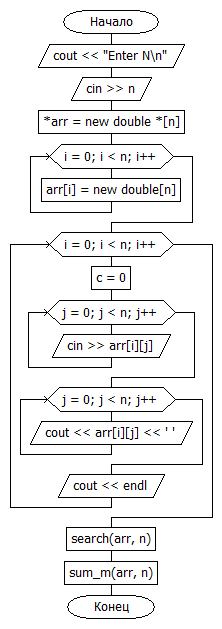 Начало
cout << "Enter N\n"
cin >> n
*arr = new double *[n]
i = 0; i < n; i++
arr[i] = new double[n]
i = 0; i < n; i++
c = 0
j = 0; j < n; j++
cin >> arr[i][j]
j = 0; j < n; j++
cout << arr[i][j] << ' '
cout << endl
search(arr, n)
sum_m(arr, n)
Конец